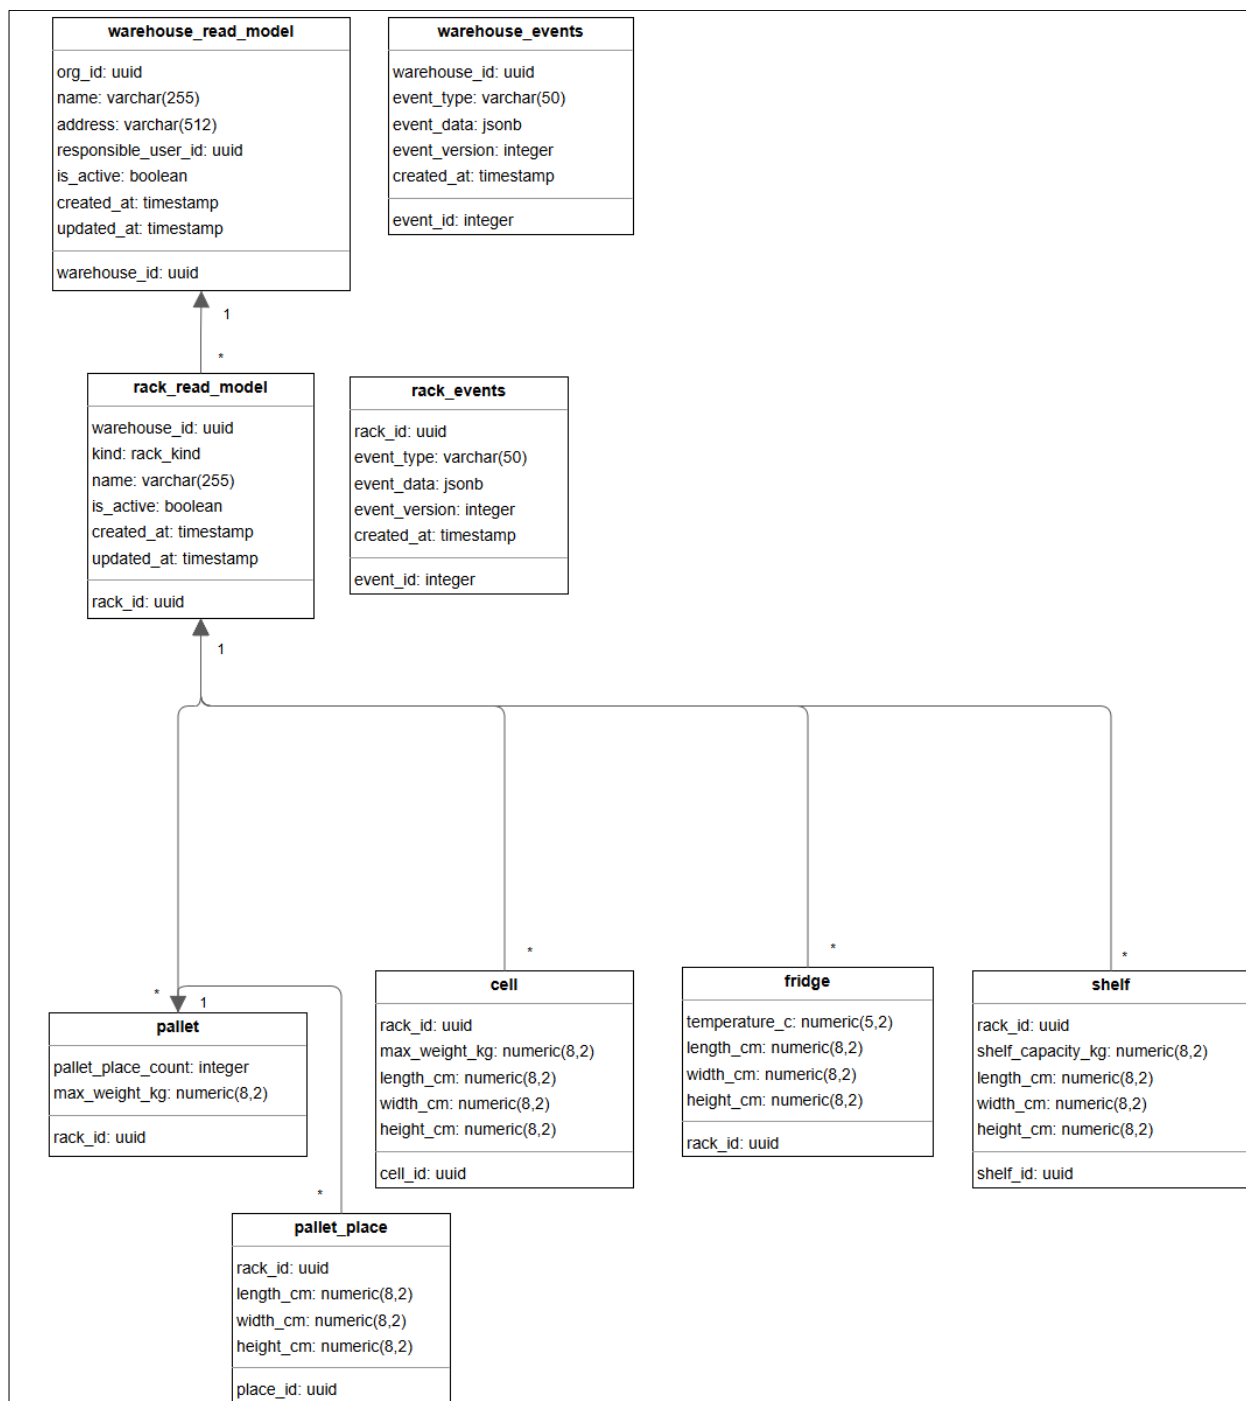 warehouse_read_model
org_id: uuid
name: varchar(255)
address: varchar(512)
responsible_user_id: uuid
is_active: boolean
created_at: timestamp
updated_at: timestamp
warehouse_id: uuid
warehouse_events
warehouse_id: uuid
event_type: varchar(50)
event_data: jsonb
event_version: integer
created_at: timestamp
event_id: integer
1
*
rack_read_model
warehouse_id: uuid
kind: rack_kind
name: varchar(255)
is_active: boolean
created_at: timestamp
updated_at: timestamp
rack_id: uuid
rack_events
rack_id: uuid
event_type: varchar(50)
event_data: jsonb
event_version: integer
created_at: timestamp
event_id: integer
1
*
1
pallet
pallet_place_count: integer
max_weight_kg: numeric(8,2)
rack_id: uuid
*
cell
rack_id: uuid
max_weight_kg: numeric(8,2)
length_cm: numeric(8,2)
width_cm: numeric(8,2)
height_cm: numeric(8,2)
cell_id: uuid
*
fridge
temperature_c: numeric(5,2)
length_cm: numeric(8,2)
width_cm: numeric(8,2)
height_cm: numeric(8,2)
rack_id: uuid
*
shelf
rack_id: uuid
shelf_capacity_kg: numeric(8,2)
length_cm: numeric(8,2)
width_cm: numeric(8,2)
height_cm: numeric(8,2)
shelf_id: uuid
*
pallet_place
rack_id: uuid
length_cm: numeric(8,2)
width_cm: numeric(8,2)
height_cm: numeric(8,2)
place_id: uuid